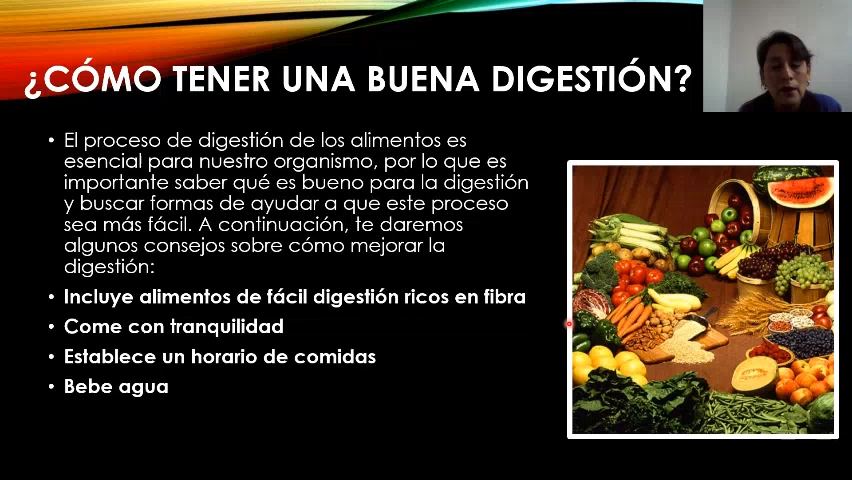 ¿CÓMO TENER UNA BUENA DIGESTIÓN?
• El proceso de digestión de los alimentos es
esencial para nuestro organismo, por lo que es
importante saber qué es bueno para la digestión
y buscar formas de ayudar a que este proceso
sea más fácil. A continuación, te daremos
algunos consejos sobre cómo mejorar la
digestión:
• Incluye alimentos de fácil digestión ricos en fibra
• Come con tranquilidad
• Establece un horario de comidas
• Bebe agua